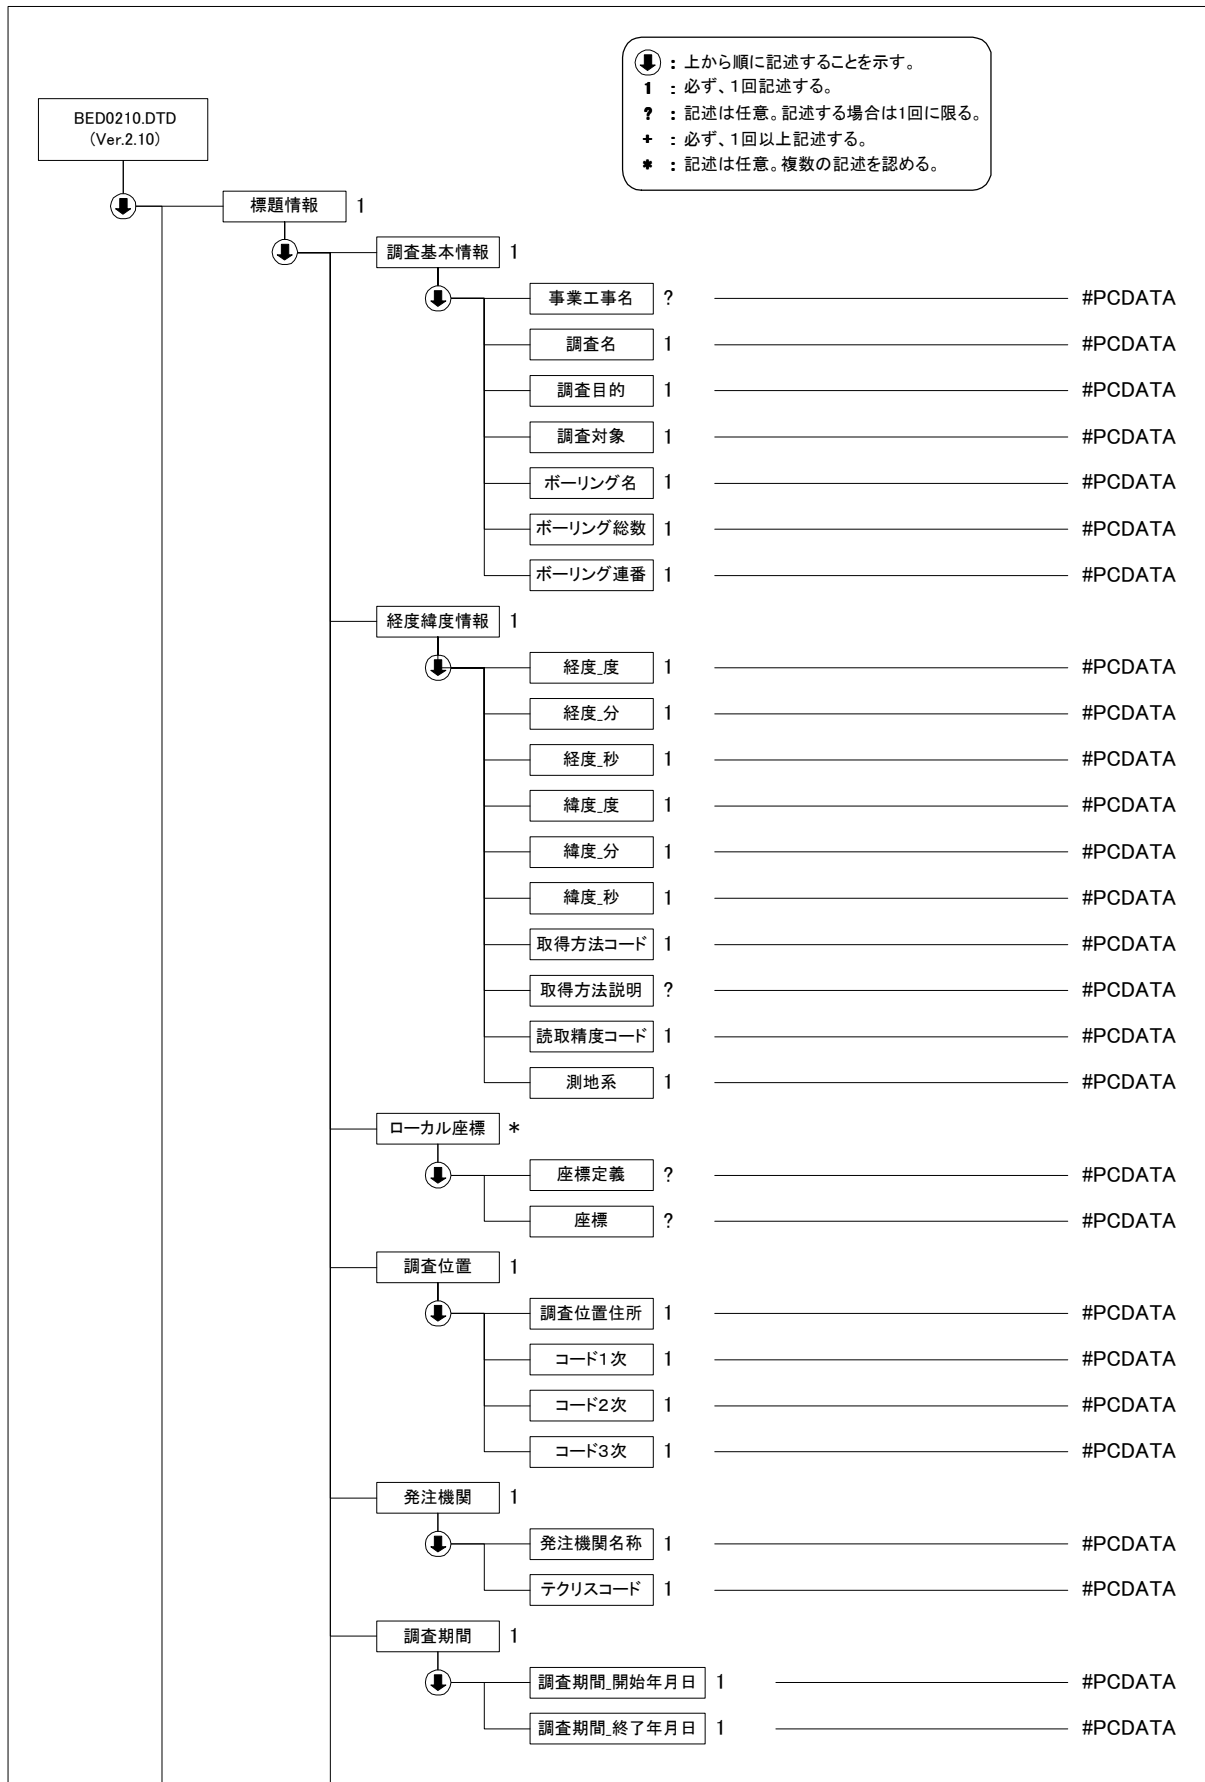 ⬇ : 上から順に記述することを示す。
1 : 必ず、1回記述する。
? : 記述は任意。記述する場合は1回に限る。
+ : 必ず、1回以上記述する。
* : 記述は任意。複数の記述を認める。
BED0210.DTD
(Ver.2.10)
標題情報 1
調査基本情報 1
事業工事名 ? #PCDATA
調査名 1 #PCDATA
調査目的 1 #PCDATA
調査対象 1 #PCDATA
ボーリング名 1 #PCDATA
ボーリング総数 1 #PCDATA
ボーリング連番 1 #PCDATA
経度緯度情報 1
経度_度 1 #PCDATA
経度_分 1 #PCDATA
経度_秒 1 #PCDATA
緯度_度 1 #PCDATA
緯度_分 1 #PCDATA
緯度_秒 1 #PCDATA
取得方法コード 1 #PCDATA
取得方法説明 ? #PCDATA
読取精度コード 1 #PCDATA
測地系 1 #PCDATA
ローカル座標 *
座標定義 ? #PCDATA
座標 ? #PCDATA
調査位置 1
調査位置住所 1 #PCDATA
コード1次 1 #PCDATA
コード2次 1 #PCDATA
コード3次 1 #PCDATA
発注機関 1
発注機関名称 1 #PCDATA
テクリスコード 1 #PCDATA
調査期間 1
調査期間_開始年月日 1 #PCDATA
調査期間_終了年月日 1 #PCDATA